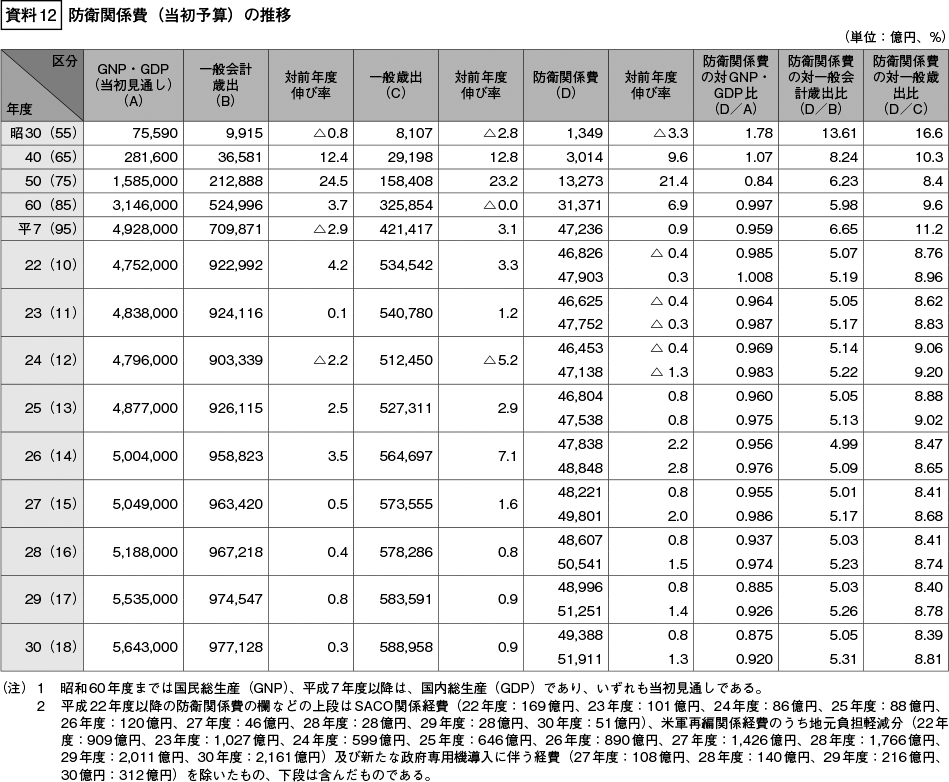 資料12 防衛関係費（当初予算）の推移
（単位：億円、％）
区分
年度
GNP・GDP（当初見通し）（A）
一般会計歳出（B）
対前年度伸び率
一般歳出（C）
対前年度伸び率
防衛関係費（D）
対前年度伸び率
防衛関係費の対GNP・GDP比（D／A）
防衛関係費の対一般会計歳出比（D／B）
防衛関係費の対一般歳出比（D／C）
昭30（55） 75,590 9,915 △0.8 8,107 △2.8 1,349 △3.3 1.78 13.61 16.6
40（65） 281,600 36,581 12.4 29,198 12.8 3,014 9.6 1.07 8.24 10.3
50（75） 1,585,000 212,888 24.5 158,408 23.2 13,273 21.4 0.84 6.23 8.4
60（85） 3,146,000 524,996 3.7 325,854 △0.0 31,371 6.9 0.997 5.98 9.6
平7（95） 4,928,000 709,871 △2.9 421,417 3.1 47,236 0.9 0.959 6.65 11.2
22（10） 4,752,000 922,992 4.2 534,542 3.3 46,826 △0.4 0.985 5.07 8.76
47,903 0.3 1.008 5.19 8.96
23（11） 4,838,000 924,116 0.1 540,780 1.2 46,625 △0.4 0.964 5.05 8.62
47,752 △0.3 0.987 5.17 8.83
24（12） 4,796,000 903,339 △2.2 512,450 △5.2 46,453 △0.4 0.969 5.14 9.06
47,138 △1.3 0.983 5.22 9.20
25（13） 4,877,000 926,115 2.5 527,311 2.9 46,804 0.8 0.960 5.05 8.88
47,538 0.8 0.975 5.13 9.02
26（14） 5,004,000 958,823 3.5 564,697 7.1 47,838 2.2 0.956 4.99 8.47
48,848 2.8 0.976 5.09 8.65
27（15） 5,049,000 963,420 0.5 573,555 1.6 48,221 0.8 0.955 5.01 8.41
49,801 2.0 0.986 5.17 8.68
28（16） 5,188,000 967,218 0.4 578,286 0.8 48,607 0.8 0.937 5.03 8.41
50,541 1.5 0.974 5.23 8.74
29（17） 5,535,000 974,547 0.8 583,591 0.9 48,996 0.8 0.885 5.03 8.40
51,251 1.4 0.926 5.26 8.78
30（18） 5,643,000 977,128 0.3 588,958 0.9 49,388 0.8 0.875 5.05 8.39
51,911 1.3 0.920 5.31 8.81
（注）1 昭和60年度までは国民総生産（GNP）、平成7年度以降は、国内総生産（GDP）であり、いずれも当初見通しである。
2 平成22年度以降の防衛関係費の欄などの上段はSACO関係経費（22年度：169億円、23年度：101億円、24年度：86億円、25年度：88億円、
26年度：120億円、27年度：46億円、28年度：28億円、29年度：28億円、30年度：51億円）、米軍再編関係経費のうち地元負担軽減分（22年
度：909億円、23年度：1,027億円、24年度：599億円、25年度：646億円、26年度：890億円、27年度：1,426億円、28年度：1,766億円、
29年度：2,011億円、30年度：2,161億円）及び新たな政府専用機導入に伴う経費（27年度：108億円、28年度：140億円、29年度：216億円、
30億円：312億円）を除いたもの、下段は含んだものである。